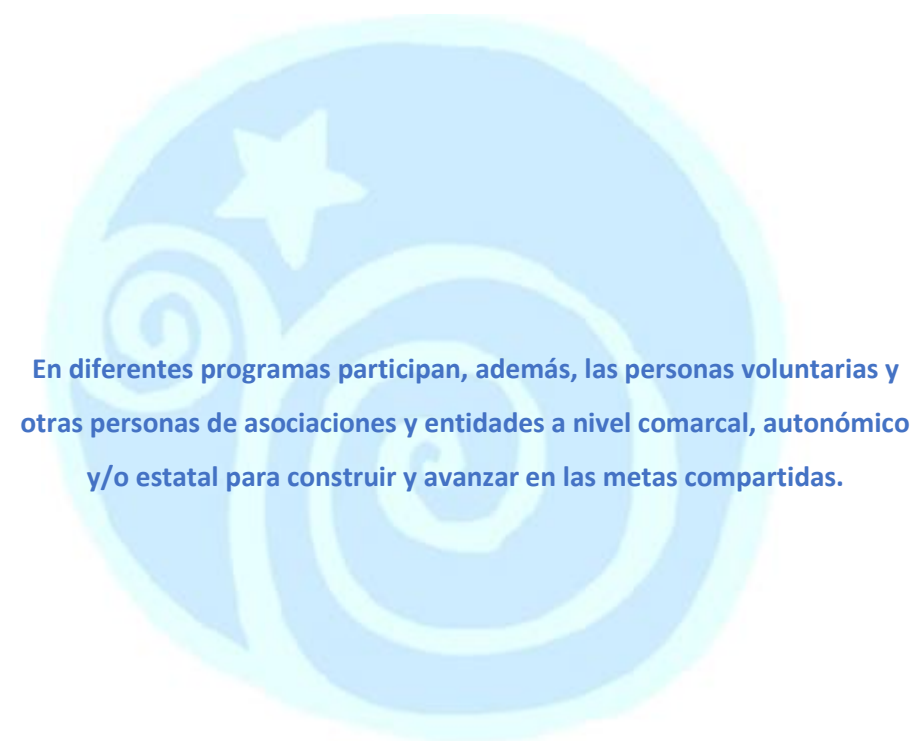 En diferentes programas participan, además, las personas voluntarias y
otras personas de asociaciones y entidades a nivel comarcal, autonómico
y/o estatal para construir y avanzar en las metas compartidas.